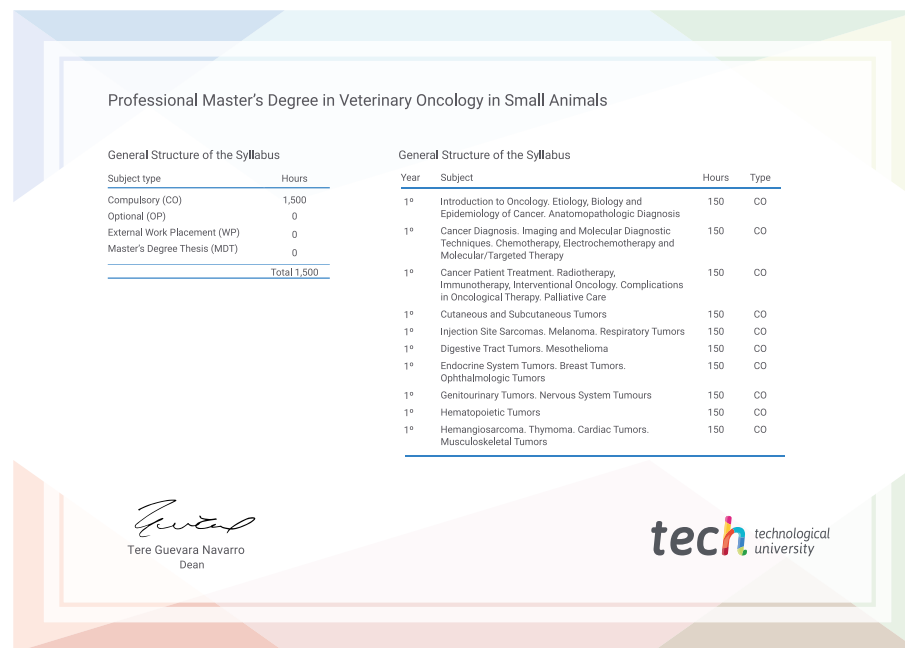 Professional Master’s Degree in Veterinary Oncology in Small Animals
General Structure of the Syllabus
Subject type Hours
Compulsory (CO) 1,500
Optional (OP) 0
External Work Placement (WP) 0
Master’s Degree Thesis (MDT) 0
Total 1,500
General Structure of the Syllabus
Year Subject Hours Type
1º Introduction to Oncology. Etiology, Biology and 150 CO
Epidemiology of Cancer. Anatomopathologic Diagnosis
1º Cancer Diagnosis. Imaging and Molecular Diagnostic 150 CO
Techniques. Chemotherapy, Electrochemotherapy and
Molecular/Targeted Therapy
1º Cancer Patient Treatment. Radiotherapy, 150 CO
Immunotherapy, Interventional Oncology. Complications
in Oncological Therapy. Palliative Care
1º Cutaneous and Subcutaneous Tumors 150 CO
1º Injection Site Sarcomas. Melanoma. Respiratory Tumors 150 CO
1º Digestive Tract Tumors. Mesothelioma 150 CO
1º Endocrine System Tumors. Breast Tumors. 150 CO
Ophthalmologic Tumors
1º Genitourinary Tumors. Nervous System Tumours 150 CO
1º Hematopoietic Tumors 150 CO
1º Hemangiosarcoma. Thymoma. Cardiac Tumors. 150 CO
Musculoskeletal Tumors
Tere Guevara Navarro
Dean
tech technological
university